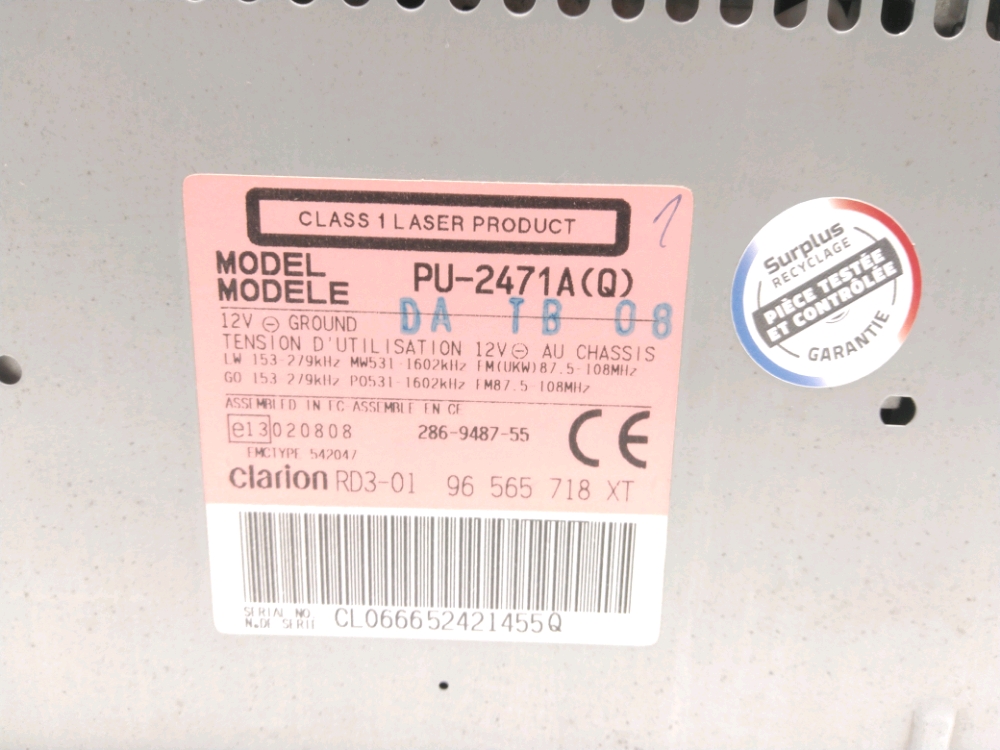 CLASS 1 LASER PRODUCT
1
MODEL
MODELE
PU-2471A(Q)
DA TB 08
12V ⊖ GROUND
TENSION D'UTILISATION 12V ⊖ AU CHASSIS
LW 153-279kHz MW531-1602kHz FM(UKW)87.5-108MHz
GO 153-279kHz PO531-1602kHz FM87.5-108MHz
ASSEMBLED IN EC ASSEMBLE EN CE
e13 020808
286-9487-55
CE
EMCTYPE 542047
clarion RD3-01 96 565 718 XT
SERIAL NO.
N.DE SERIE
CL066652421455Q
Surplus
RECYCLAGE
PIÈCE TESTÉE
ET CONTRÔLÉE
GARANTIE